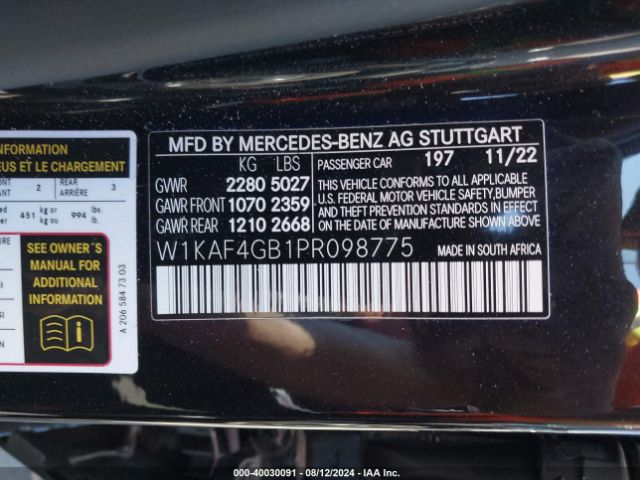 INFORMATION
EUS ET LE CHARGEMENT
2 REAR ARRIÈRE 3
451 kg or kg ou 994 lbs. lb.
SEE OWNER'S
MANUAL FOR
ADDITIONAL
INFORMATION
A 206 584 73 03
MFD BY MERCEDES-BENZ AG STUTTGART
KG LBS
GVWR 2280 5027
GAWR FRONT 1070 2359
GAWR REAR 1210 2668
PASSENGER CAR 197 11/22
THIS VEHICLE CONFORMS TO ALL APPLICABLE
U.S. FEDERAL MOTOR VEHICLE SAFETY, BUMPER
AND THEFT PREVENTION STANDARDS IN EFFECT
ON THE DATE OF MANUFACTURE SHOWN ABOVE
W1KAF4GB1PR098775 MADE IN SOUTH AFRICA
000-40030091 - 08/12/2024 - IAA Inc.